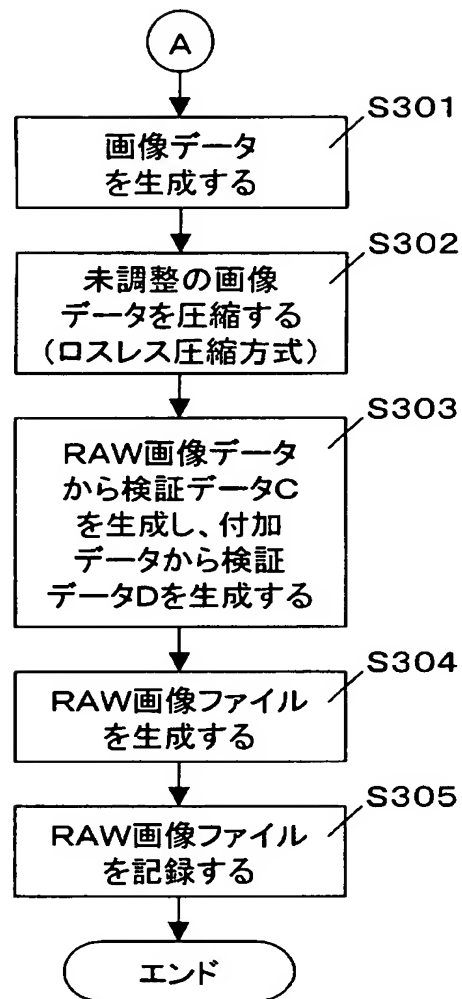 A
S301
画像データ
を生成する
S302
未調整の画像
データを圧縮する
(ロスレス圧縮方式)
S303
RAW画像データ
から検証データC
を生成し、付加
データから検証
データDを生成する
S304
RAW画像ファイル
を生成する
S305
RAW画像ファイル
を記録する
エンド